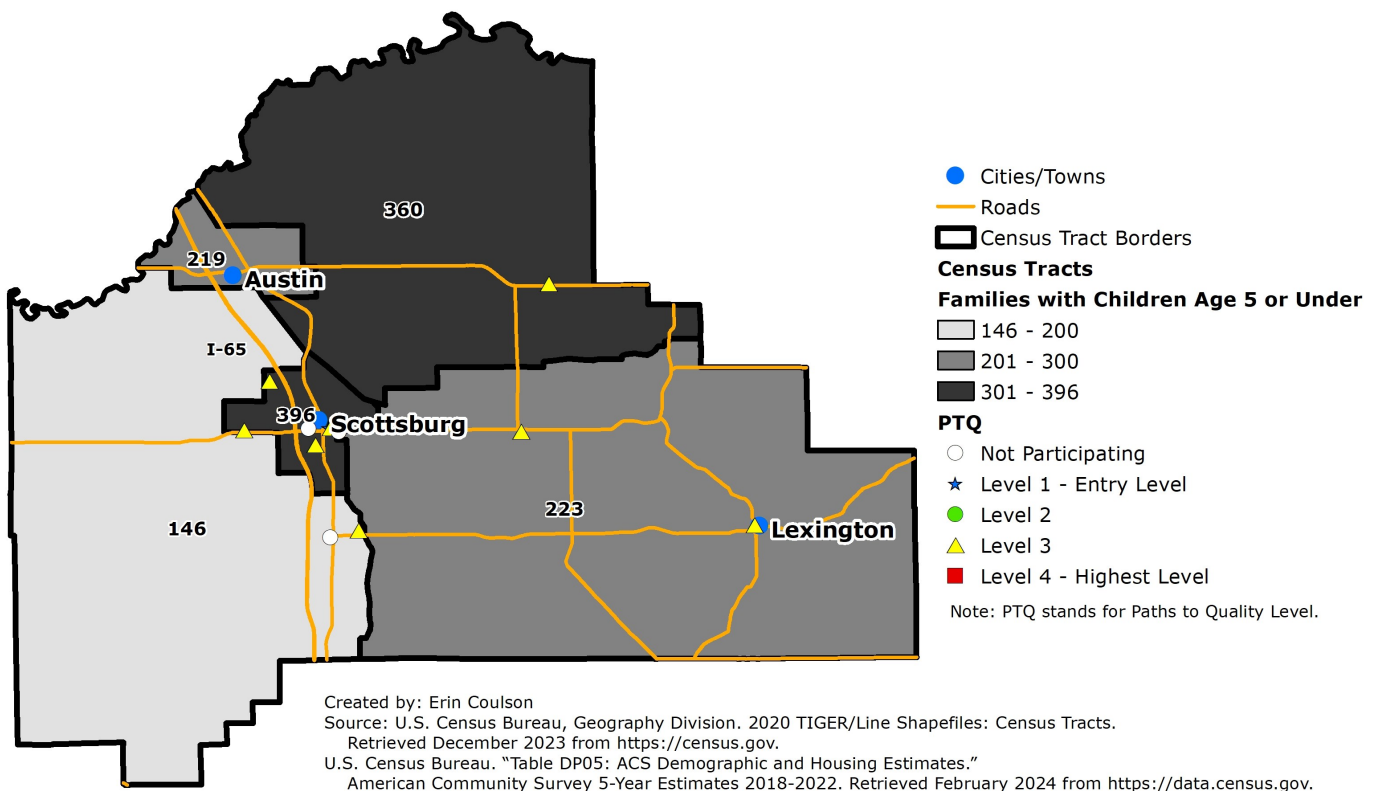 360
219
Austin
I-65
396
Scottsburg
146
223
Lexington
Cities/Towns
Roads
Census Tract Borders
Census Tracts
Families with Children Age 5 or Under
146 - 200
201 - 300
301 - 396
PTQ
Not Participating
Level 1 - Entry Level
Level 2
Level 3
Level 4 - Highest Level
Note: PTQ stands for Paths to Quality Level.
Created by: Erin Coulson
Source: U.S. Census Bureau, Geography Division. 2020 TIGER/Line Shapefiles: Census Tracts.
Retrieved December 2023 from https://census.gov.
U.S. Census Bureau. “Table DP05: ACS Demographic and Housing Estimates.”
American Community Survey 5-Year Estimates 2018-2022. Retrieved February 2024 from https://data.census.gov.